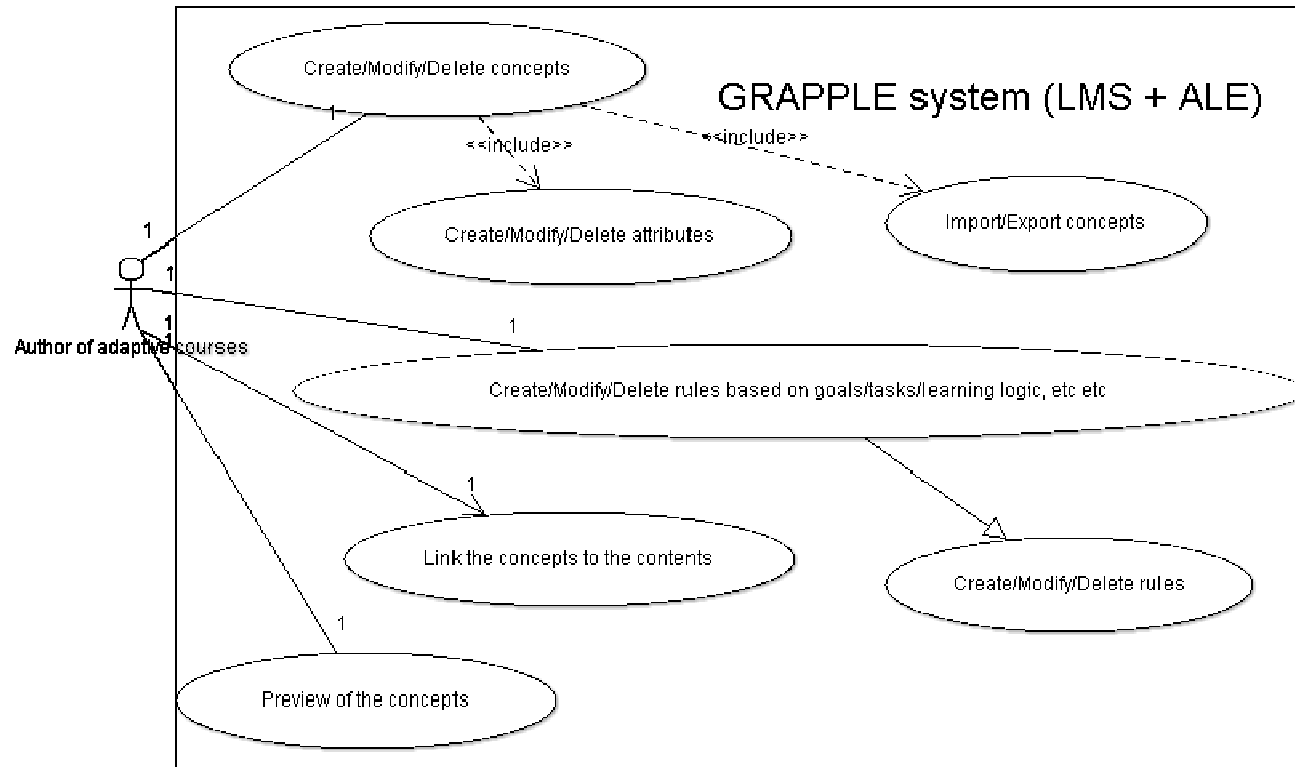 Create/Modify/Delete concepts
GRAPPLE system (LMS + ALE)
1
<<include>>
<<include>>
Create/Modify/Delete attributes
Import/Export concepts
1
1
1
1
1
Author of adaptive courses
Create/Modify/Delete rules based on goals/tasks/learning logic, etc etc
1
Link the concepts to the contents
Create/Modify/Delete rules
1
Preview of the concepts